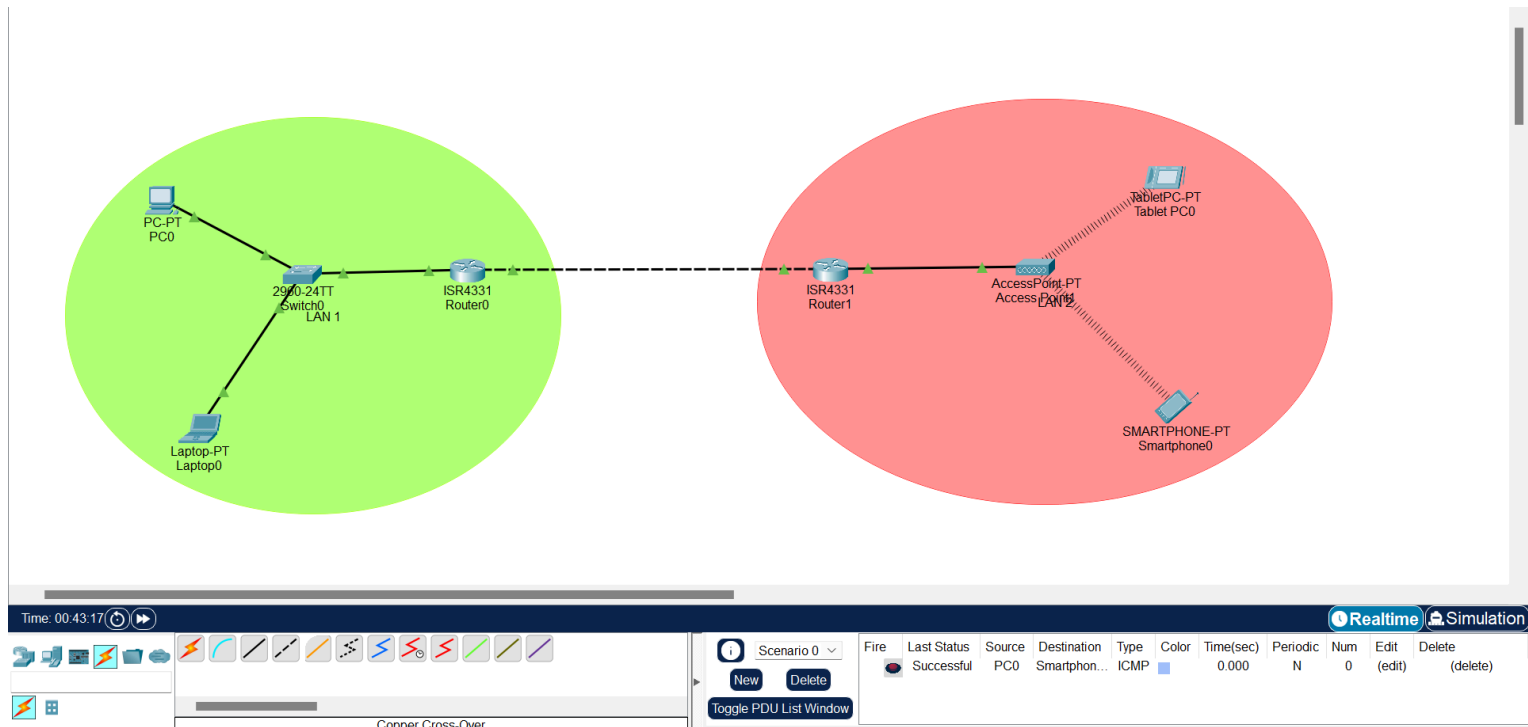 PC-PT
PC0
2960-24TT
Switch0
LAN 1
ISR4331
Router0
Laptop-PT
Laptop0
ISR4331
Router1
TabletPC-PT
Tablet PC0
AccessPoint-PT
Access Point1
LAN 2
SMARTPHONE-PT
Smartphone0
Time: 00:43:17
Realtime Simulation
Scenario 0
New Delete
Toggle PDU List Window
Fire Last Status Source Destination Type Color Time(sec) Periodic Num Edit Delete
Successful PC0 Smartphon... ICMP 0.000 N 0 (edit) (delete)
Copper Cross-Over